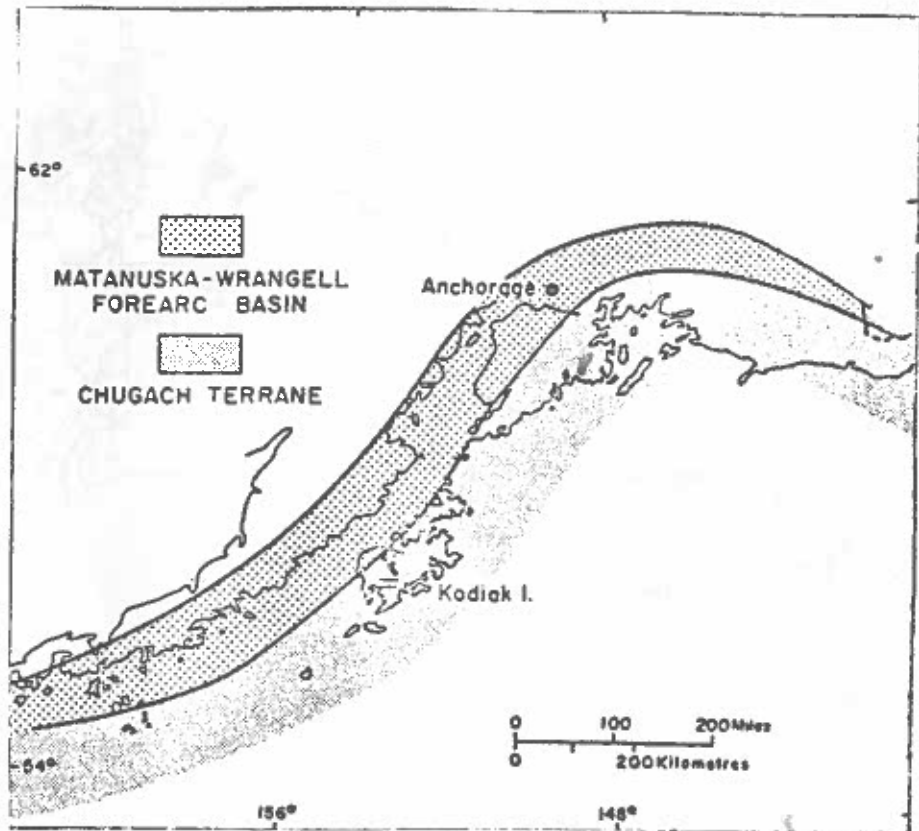 62°
MATANUSKA-WRANGELL
FOREARC BASIN
CHUGACH TERRANE
Anchorage
Kodiak I.
0 100 200 Miles
0 200 Kilometres
54°
156° 148°